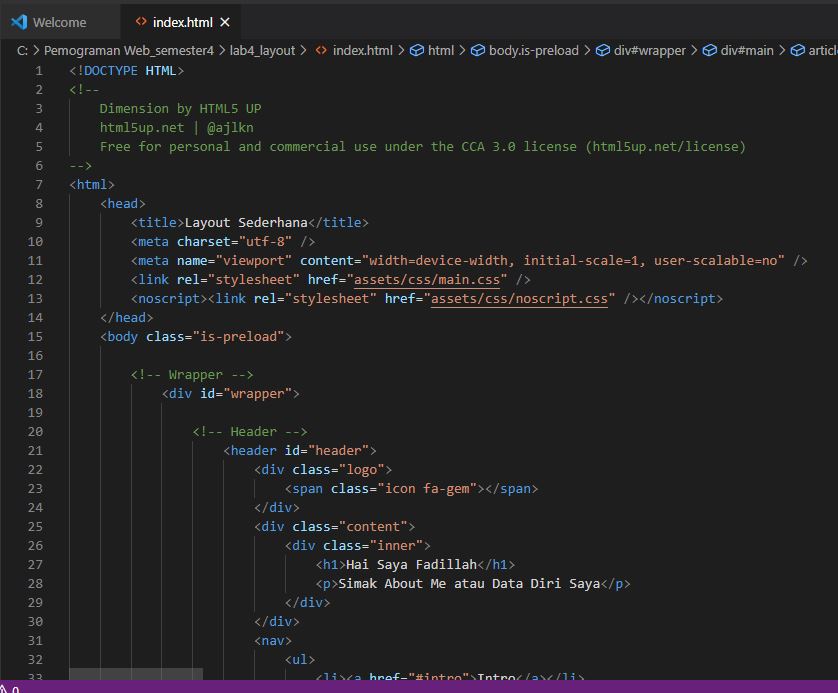 Welcome
<> index.html ×
C: > Pemograman Web_semester4 > lab4_layout > <> index.html > html > body.is-preload > div#wrapper > div#main >
1 <!DOCTYPE HTML>
2 <!--
3 Dimension by HTML5 UP
4 html5up.net | @ajlkn
5 Free for personal and commercial use under the CCA 3.0 license (html5up.net/license)
6 -->
7 <html>
8 <head>
9 <title>Layout Sederhana</title>
10 <meta charset="utf-8" />
11 <meta name="viewport" content="width=device-width, initial-scale=1, user-scalable=no" />
12 <link rel="stylesheet" href="assets/css/main.css" />
13 <noscript><link rel="stylesheet" href="assets/css/noscript.css" /></noscript>
14 </head>
15 <body class="is-preload">
16
17 <!-- Wrapper -->
18 <div id="wrapper">
19
20 <!-- Header -->
21 <header id="header">
22 <div class="logo">
23 <span class="icon fa-gem"></span>
24 </div>
25 <div class="content">
26 <div class="inner">
27 <h1>Hai Saya Fadillah</h1>
28 <p>Simak About Me atau Data Diri Saya</p>
29 </div>
30 </div>
31 <nav>
32 <ul>
33 <li><a href="#intro">Intro</a></li>
0